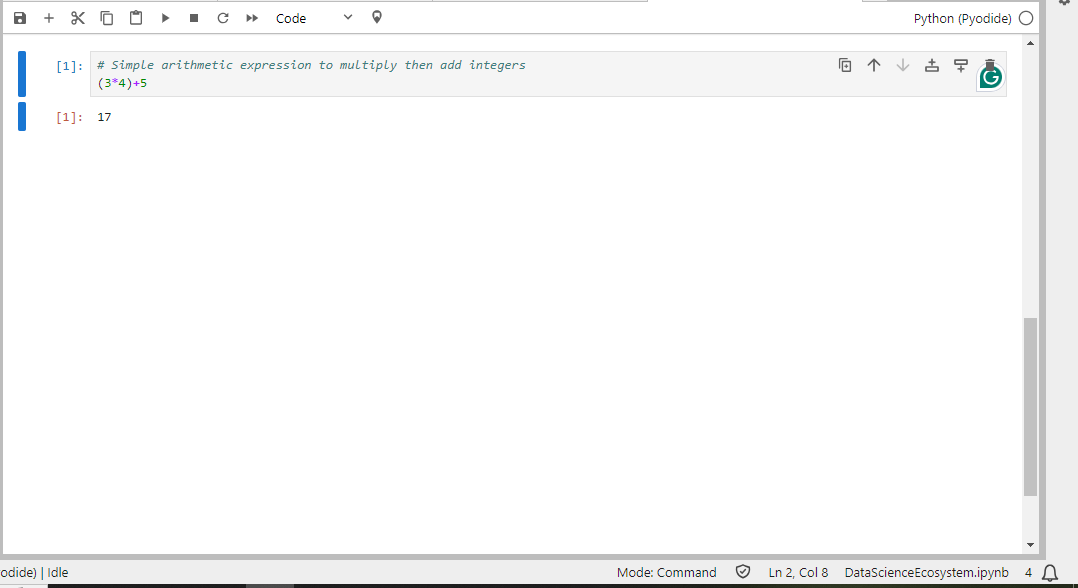 Code
Python (Pyodide)
[1]: # Simple arithmetic expression to multiply then add integers
(3*4)+5
[1]: 17
odide) | Idle
Mode: Command
Ln 2, Col 8
DataScienceEcosystem.ipynb
4